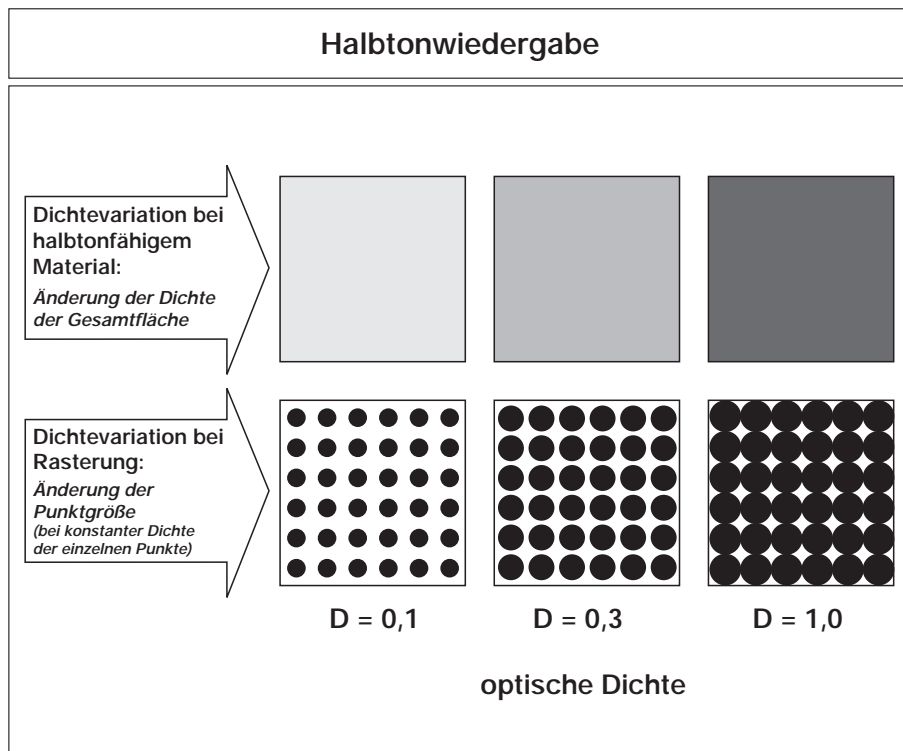 Halbtonwiedergabe
Dichtevariation bei
halbtonfähigem
Material:
Änderung der Dichte
der Gesamtfläche
Dichtevariation bei
Rasterung:
Änderung der
Punktgröße
(bei konstanter Dichte
der einzelnen Punkte)
D = 0,1
D = 0,3
D = 1,0
optische Dichte